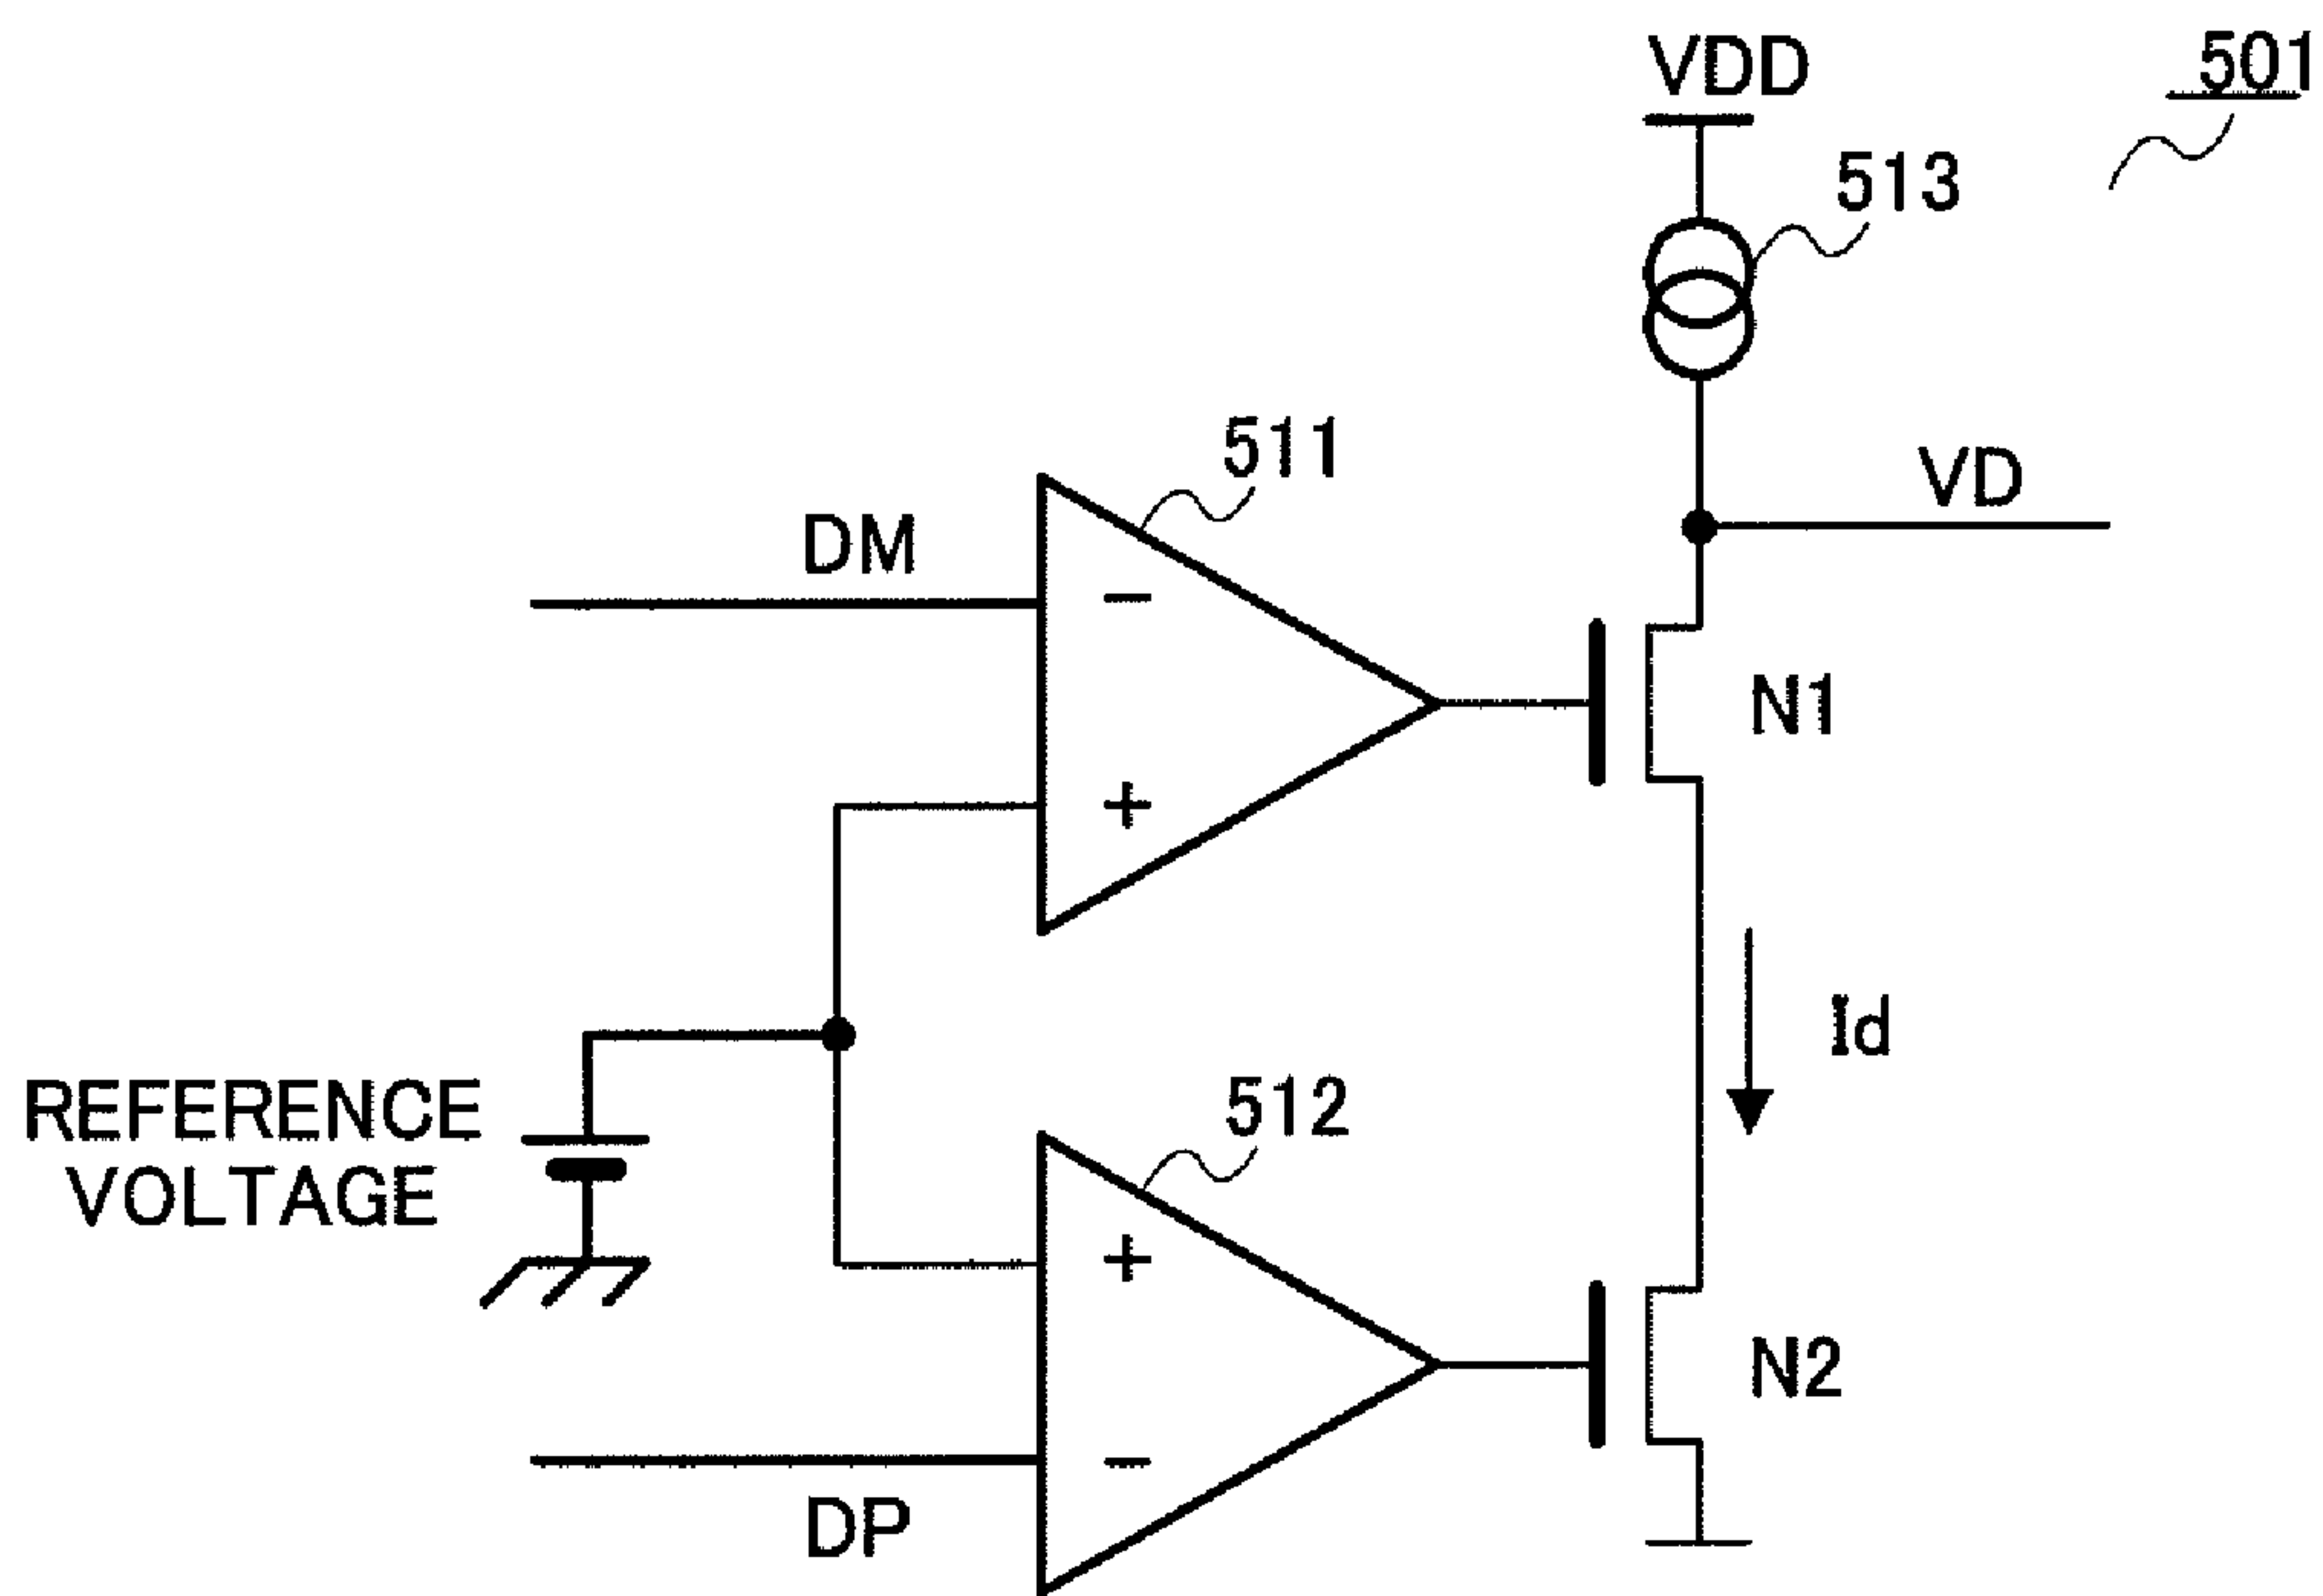 VDD
501
513
511
VD
DM
−
N1
+
Id
REFERENCE
VOLTAGE
512
+
N2
−
DP